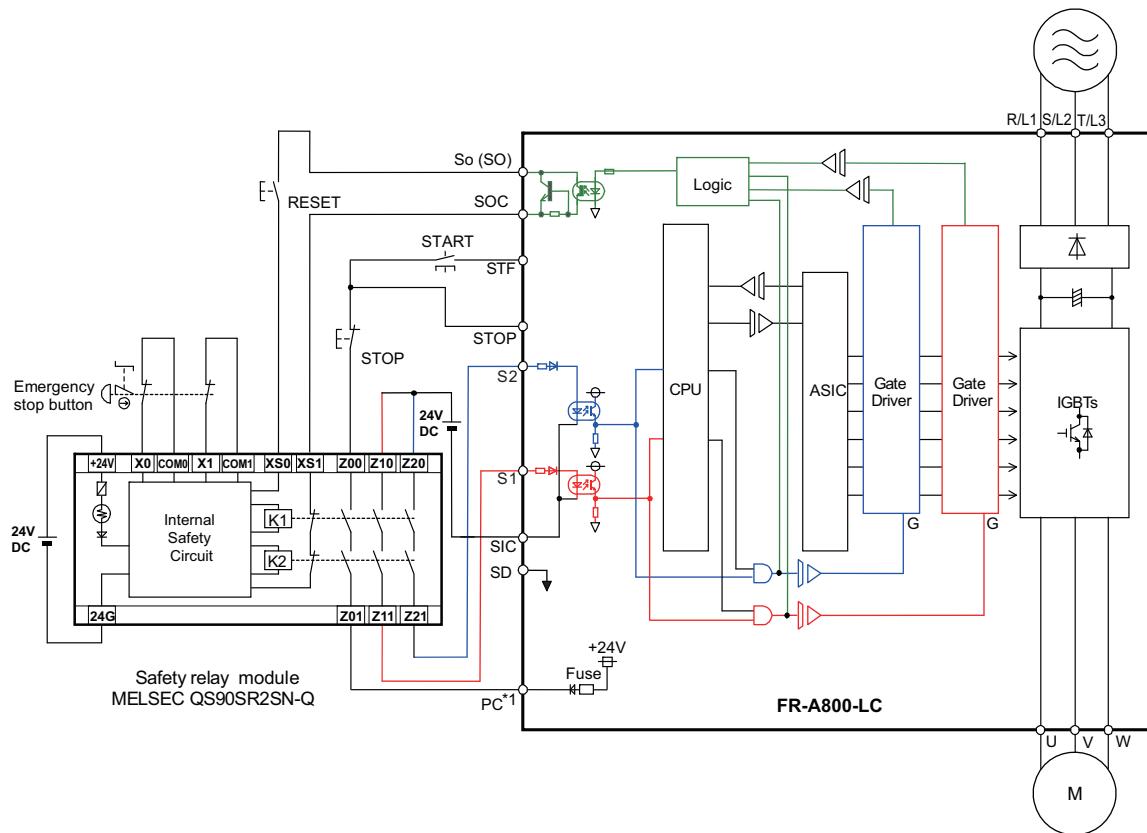 R/L1 S/L2 T/L3
So (SO)
RESET
SOC
START
STF
STOP
STOP
S2
Logic
CPU
ASIC
Gate
Driver
Gate
Driver
IGBTs
G
G
Emergency
stop button
24V
DC
S1
+24V X0 COM0 X1 COM1 XS0 XS1 Z00 Z10 Z20
24V
DC
Internal
Safety
Circuit
K1
K2
SIC
SD
24G Z01 Z11 Z21
Safety relay module
MELSEC QS90SR2SN-Q
+24V
Fuse
PC*1
FR-A800-LC
U V W
M